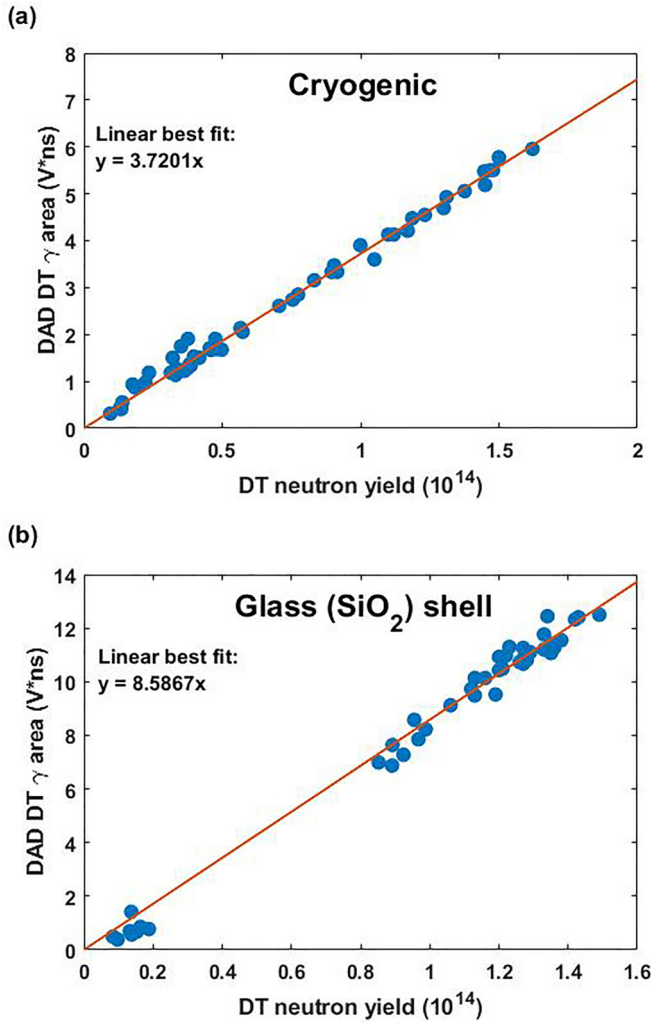 (a)
Cryogenic
Linear best fit:
y = 3.7201x
DAD DT γ area (V*ns)
8
7
6
5
4
3
2
1
0
0 0.5 1 1.5 2
DT neutron yield (10¹⁴)
(b)
Glass (SiO₂) shell
Linear best fit:
y = 8.5867x
DAD DT γ area (V*ns)
14
12
10
8
6
4
2
0
0 0.2 0.4 0.6 0.8 1 1.2 1.4 1.6
DT neutron yield (10¹⁴)